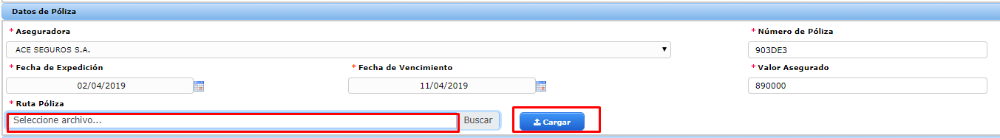 Datos de Póliza
* Aseguradora * Número de Póliza
ACE SEGUROS S.A. 903DE3
* Fecha de Expedición * Fecha de Vencimiento * Valor Asegurado
02/04/2019 11/04/2019 890000
* Ruta Póliza
Seleccione archivo... Buscar Cargar